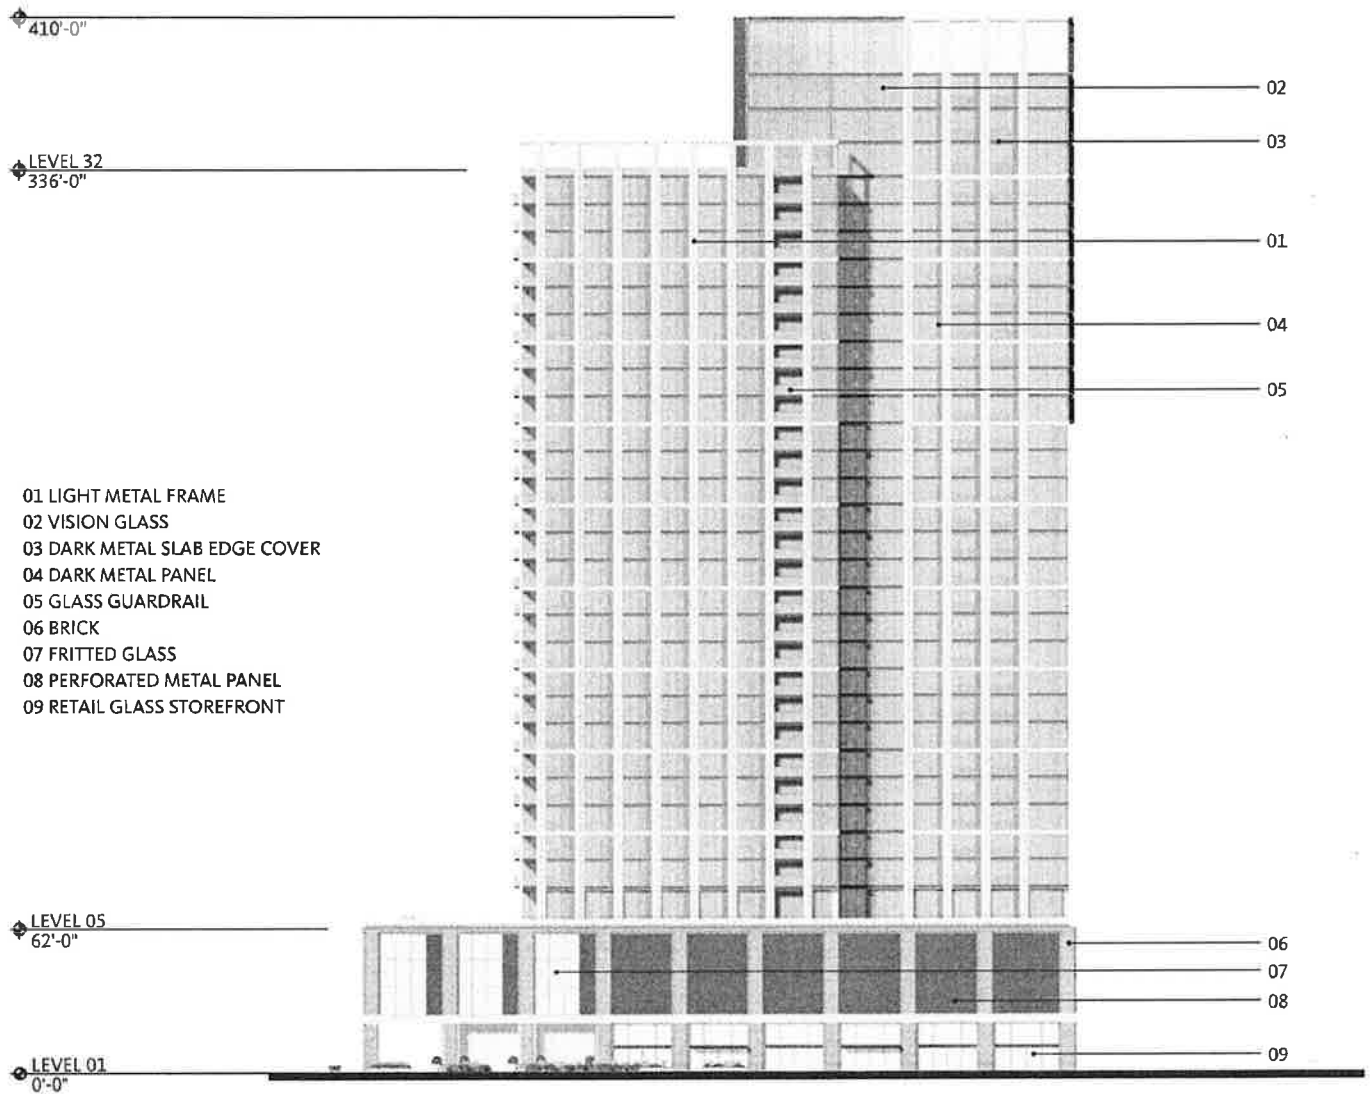 410'-0"
02
03
LEVEL 32
336'-0"
01
04
05
01 LIGHT METAL FRAME
02 VISION GLASS
03 DARK METAL SLAB EDGE COVER
04 DARK METAL PANEL
05 GLASS GUARDRAIL
06 BRICK
07 FRITTED GLASS
08 PERFORATED METAL PANEL
09 RETAIL GLASS STOREFRONT
LEVEL 05
62'-0"
06
07
08
09
LEVEL 01
0'-0"